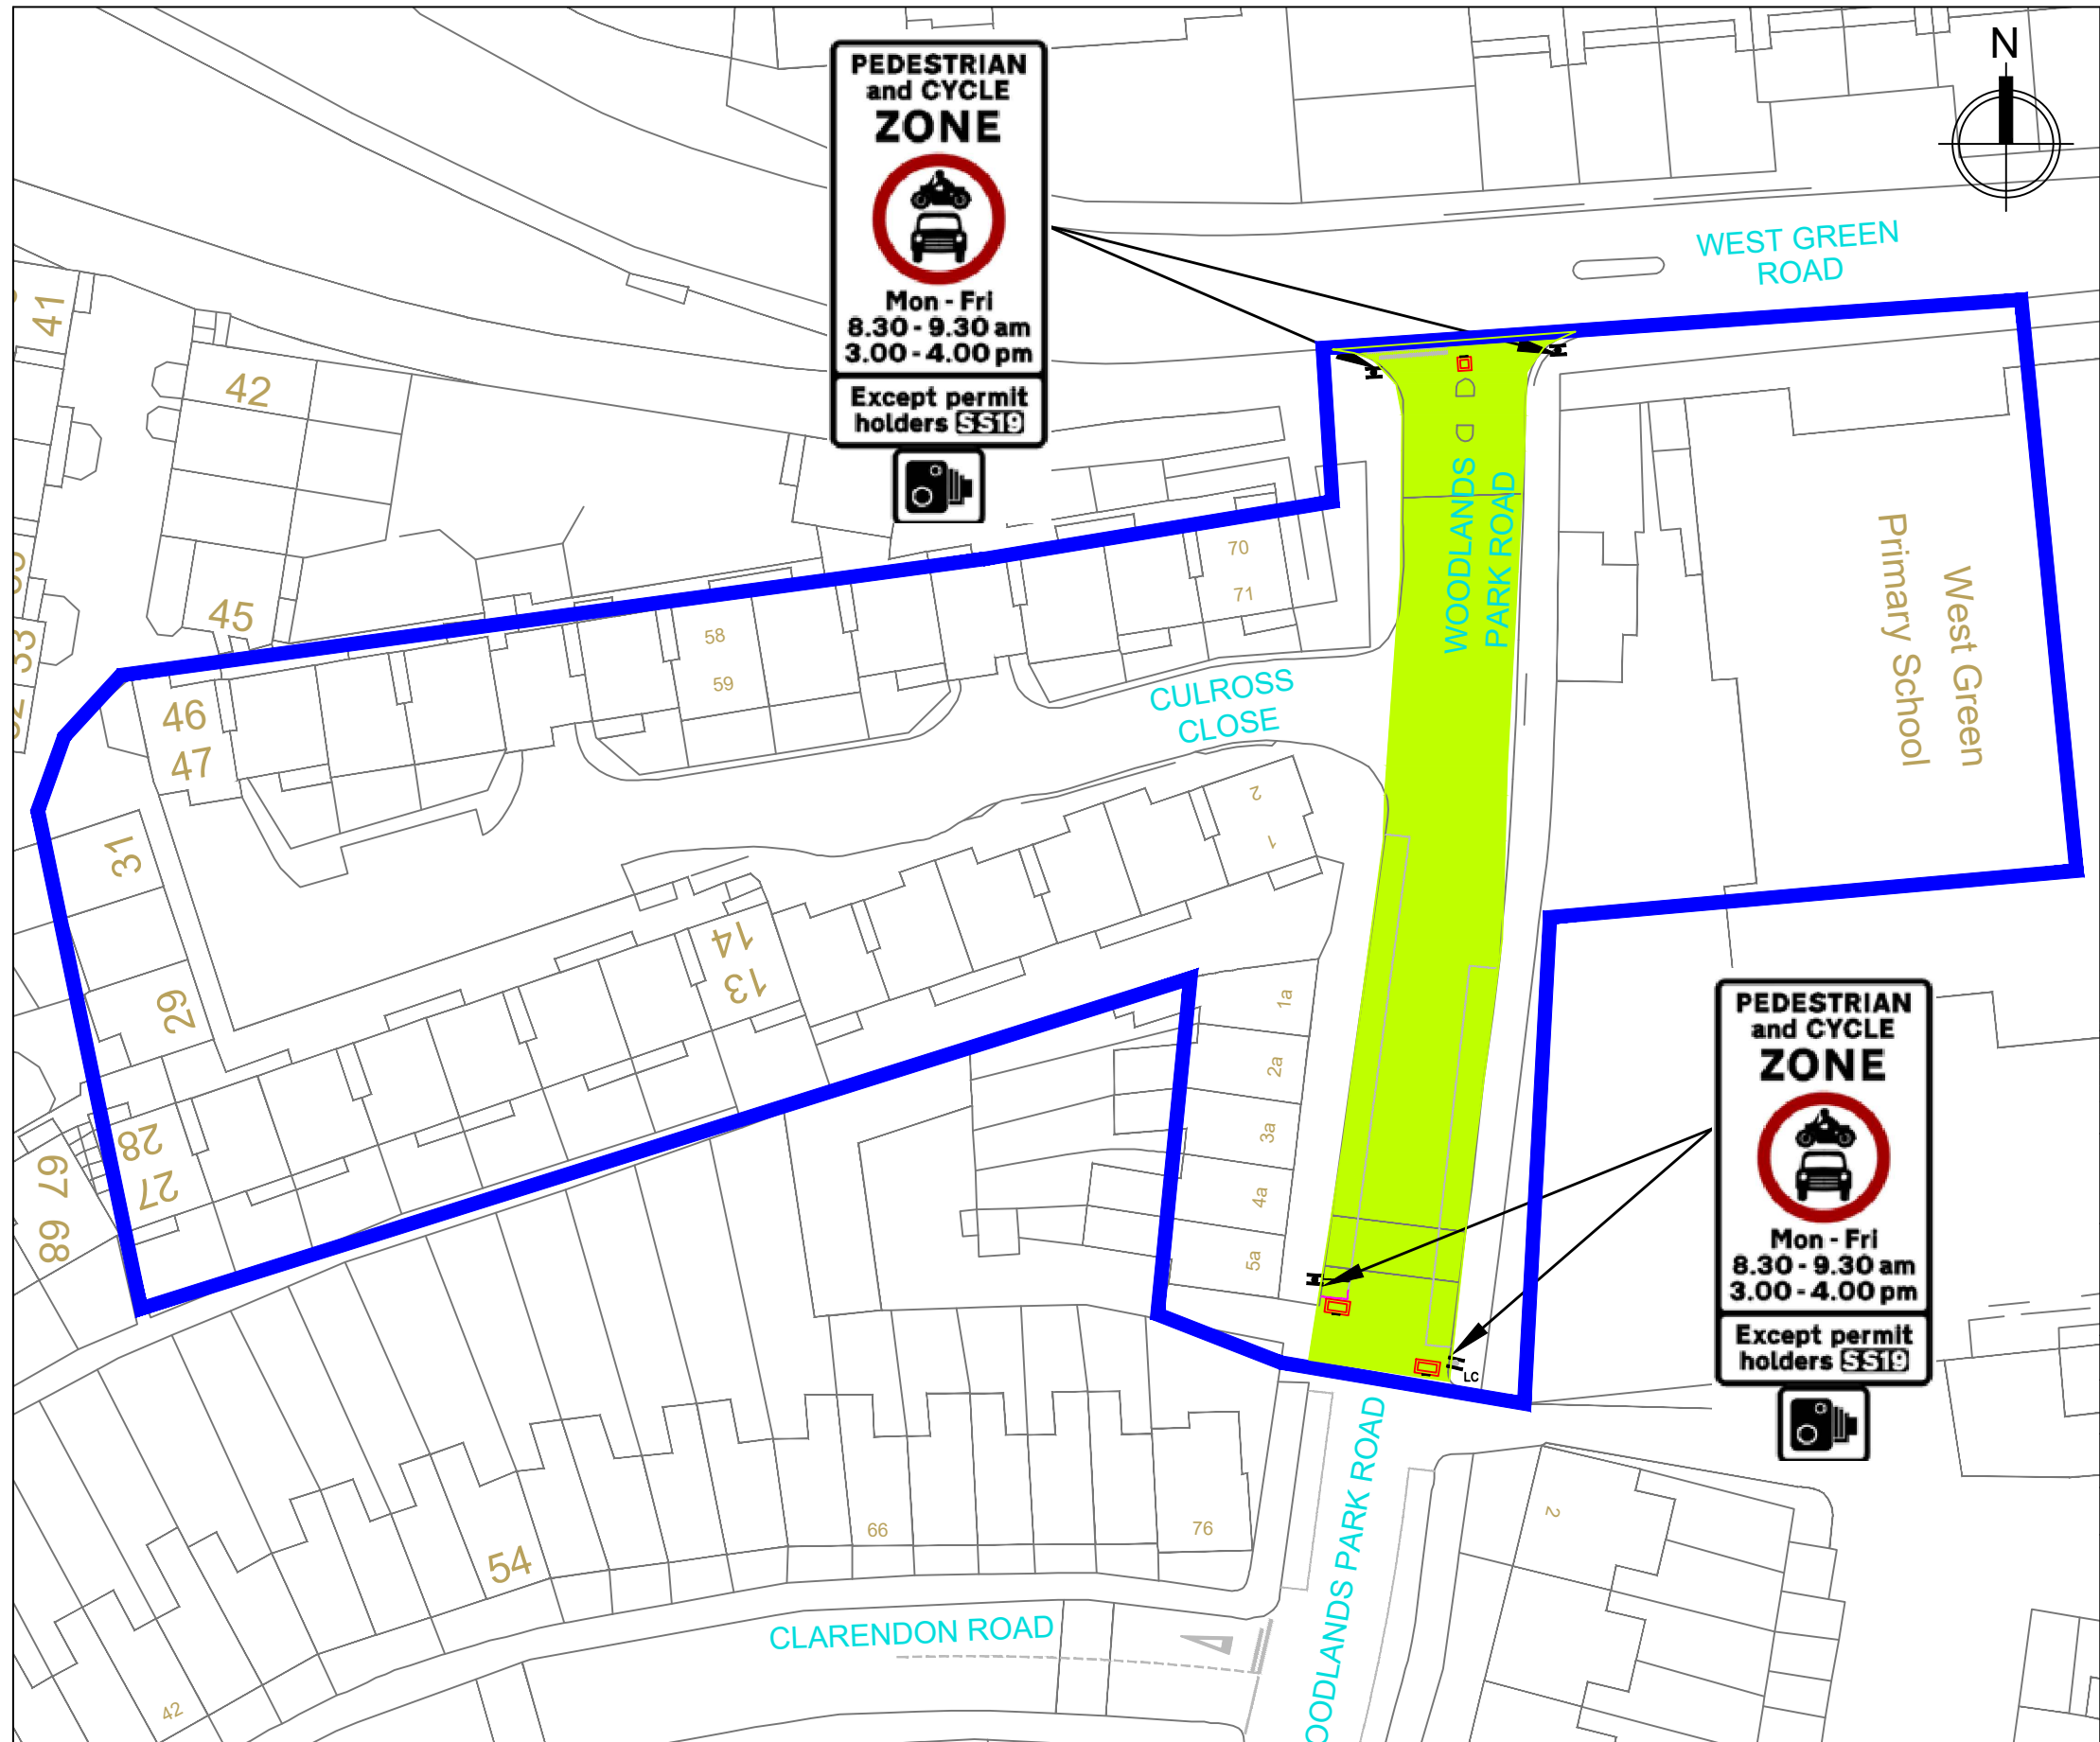 PEDESTRIAN
and CYCLE
ZONE
Mon - Fri
8.30 - 9.30 am
3.00 - 4.00 pm
Except permit
holders SS19
N
WEST GREEN
ROAD
41
42
45
46
47
58
59
70
71
WOODLANDS
PARK ROAD
CULROSS
CLOSE
West Green
Primary School
33
31
29
2
1
14
13
28
27
67
68
1a
2a
3a
4a
5a
PEDESTRIAN
and CYCLE
ZONE
Mon - Fri
8.30 - 9.30 am
3.00 - 4.00 pm
Except permit
holders SS19
LC
54
66
76
2
42
CLARENDON ROAD
OODLANDS PARK ROAD